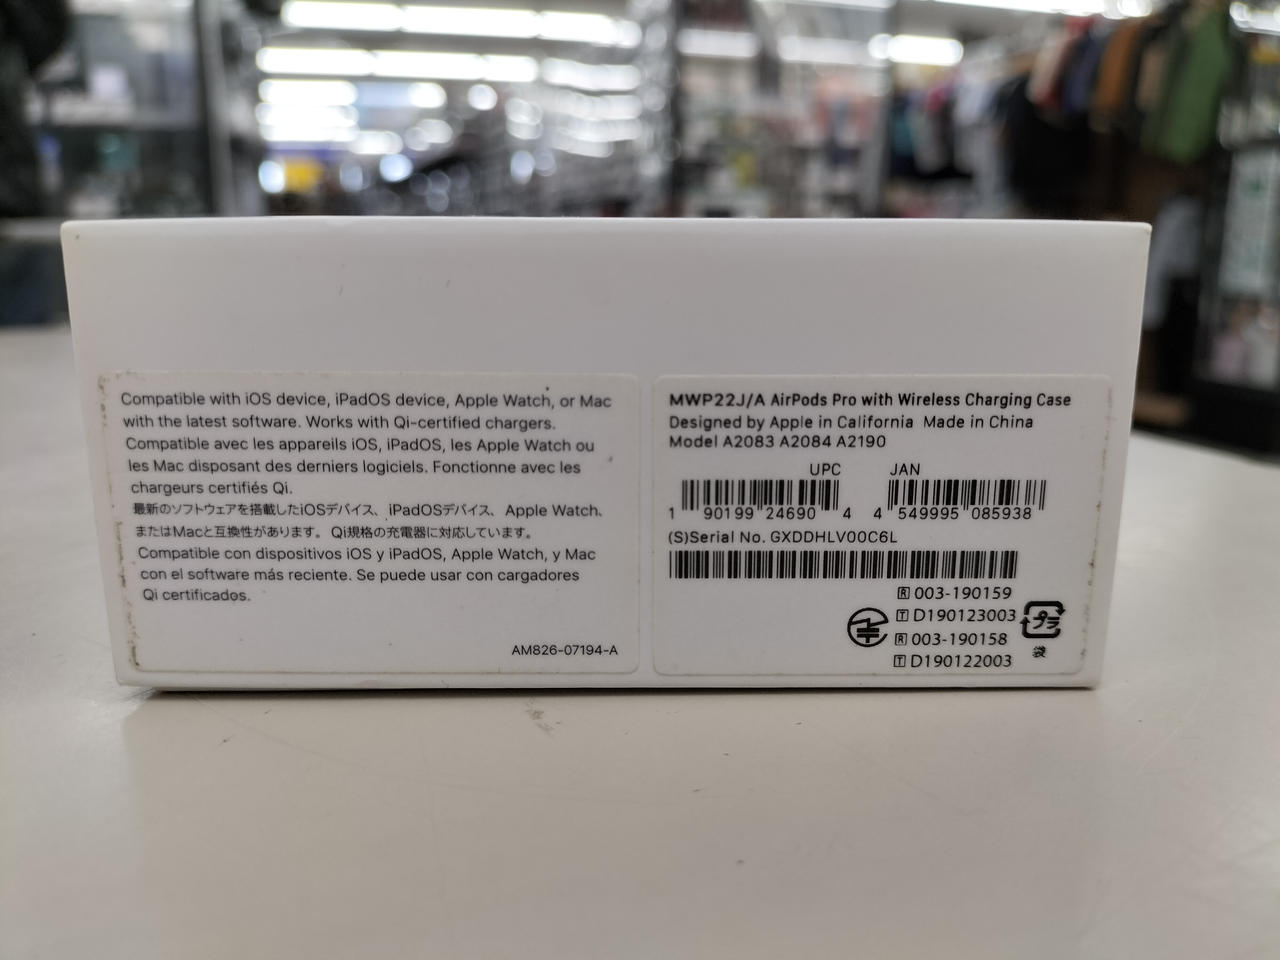 Compatible with iOS device, iPadOS device, Apple Watch, or Mac
with the latest software. Works with Qi-certified chargers.
Compatible avec les appareils iOS, iPadOS, les Apple Watch ou
les Mac disposant des derniers logiciels. Fonctionne avec les
chargeurs certifiés Qi.
最新のソフトウェアを搭載したiOSデバイス、iPadOSデバイス、Apple Watch、
またはMacと互換性があります。Qi規格の充電器に対応しています。
Compatible con dispositivos iOS y iPadOS, Apple Watch, y Mac
con el software más reciente. Se puede usar con cargadores
Qi certificados.
AM826-07194-A
MWP22J/A AirPods Pro with Wireless Charging Case
Designed by Apple in California Made in China
Model A2083 A2084 A2190
UPC JAN
1 90199 24690 4 4 549995 085938
(S)Serial No. GXDDHLV00C6L
R 003-190159
T D190123003
R 003-190158
T D190122003
プラ
袋